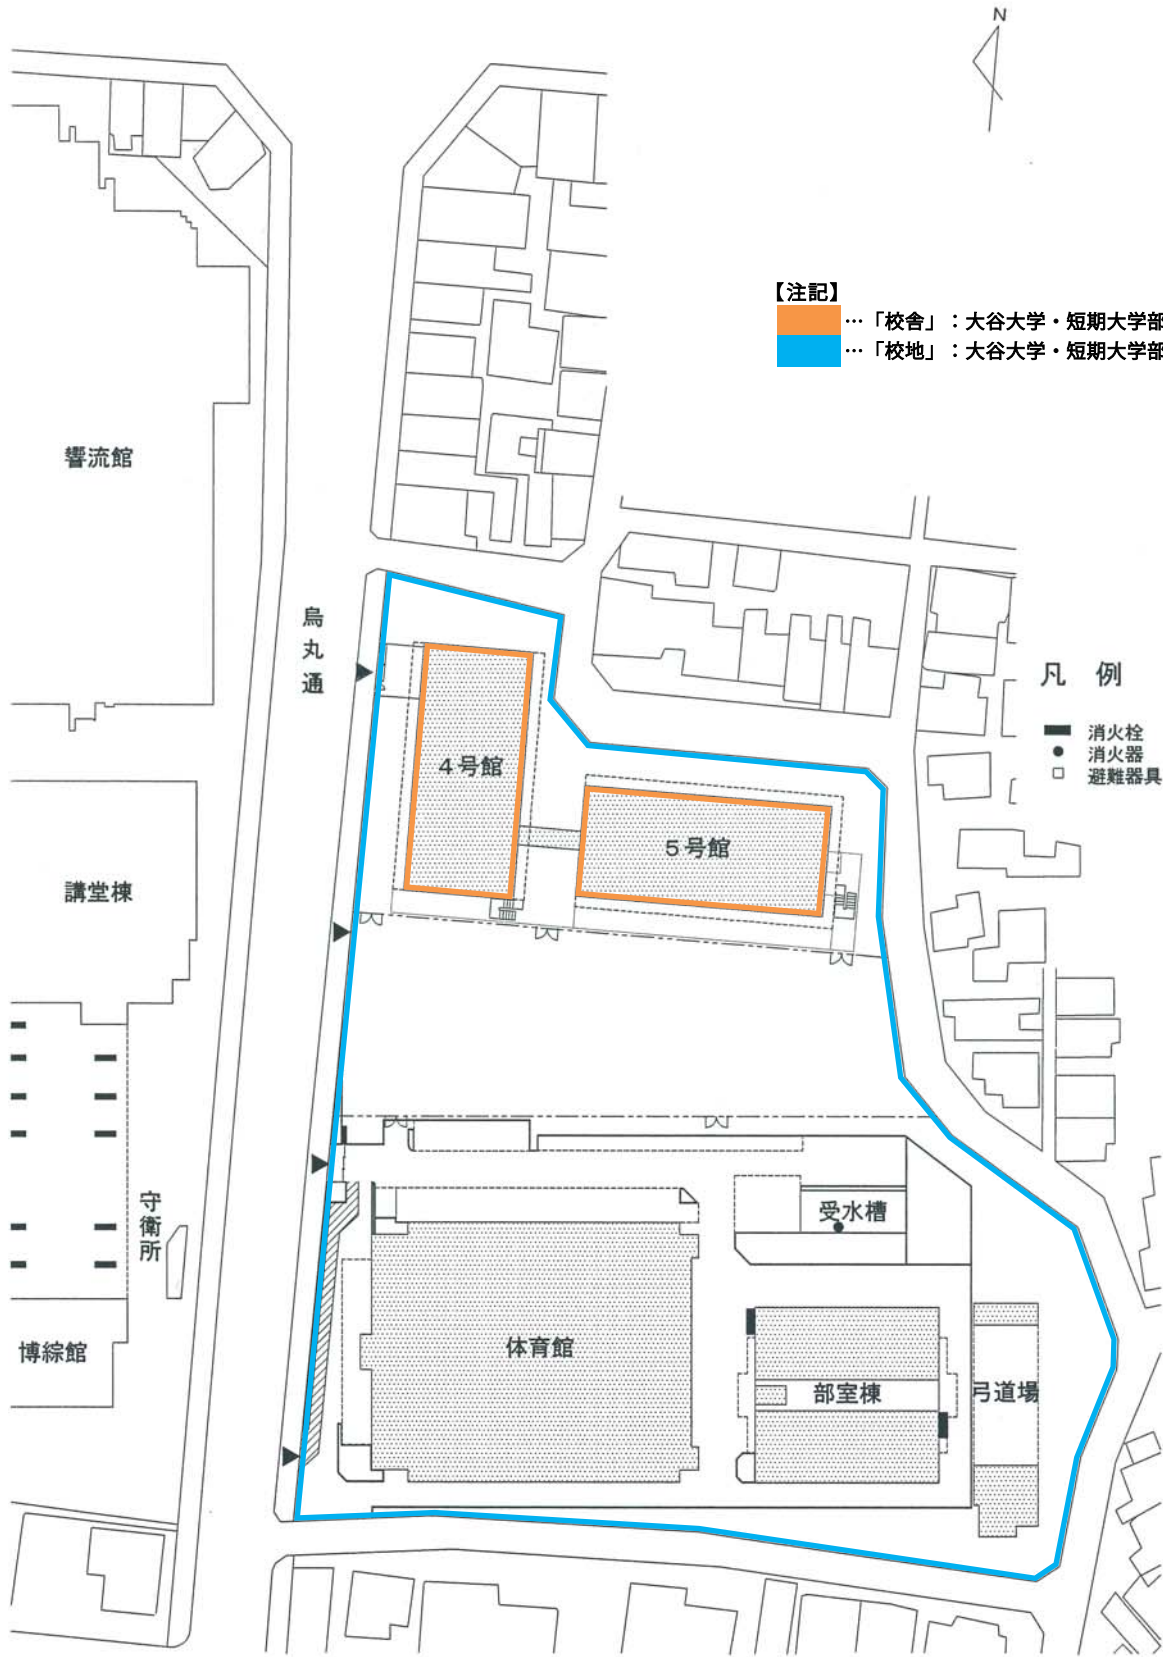 N
【注記】
…「校舎」：大谷大学・短期大学部
…「校地」：大谷大学・短期大学部
響流館
烏丸通
凡 例
消火栓
消火器
避難器具
4号館
5号館
講堂棟
守衛所
受水槽
体育館
博綜館
部室棟
弓道場